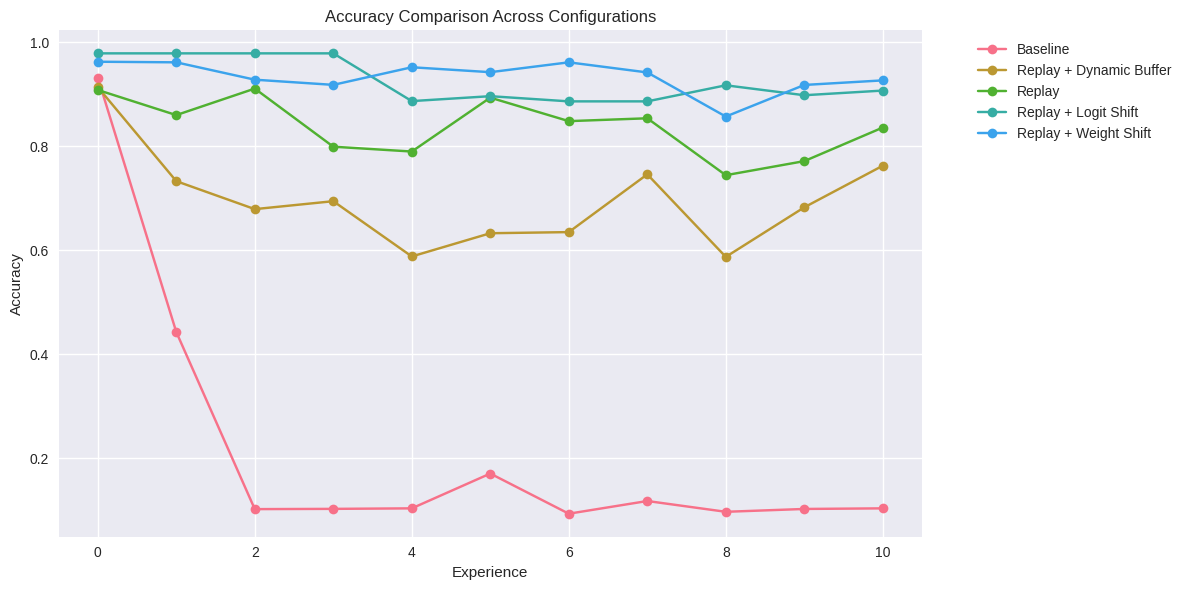 Accuracy Comparison Across Configurations
1.0
0.8
0.6
0.4
0.2
Accuracy
0
2
4
6
8
10
Experience
Baseline
Replay + Dynamic Buffer
Replay
Replay + Logit Shift
Replay + Weight Shift